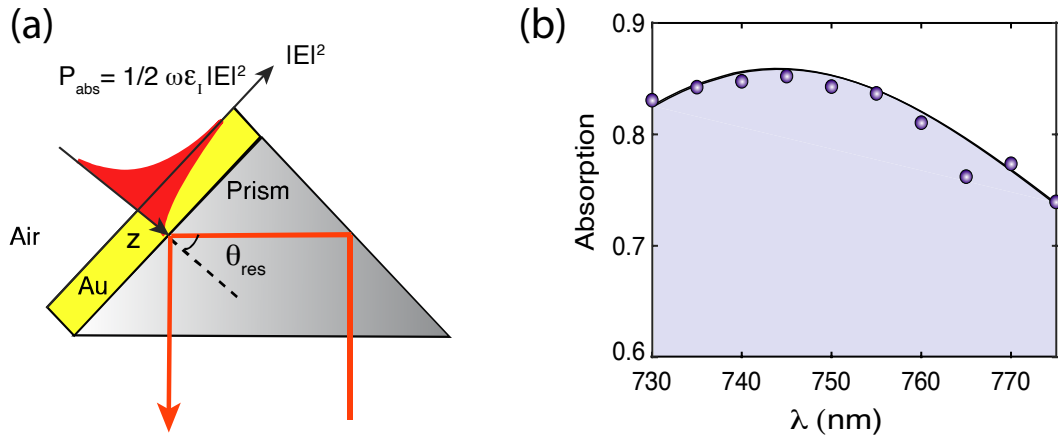 (a)
|E|²
P_abs = 1/2 ωε_I |E|²
Prism
Air
z
θ_res
Au
(b)
0.9
0.8
0.7
0.6
Absorption
730 740 750 760 770
λ (nm)